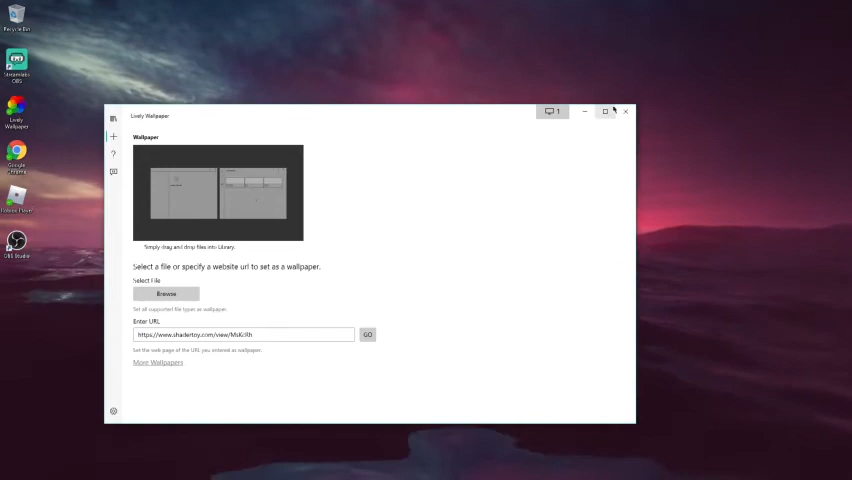 Recycle Bin
Streamlabs
OBS
Lively
Wallpaper
Google
Chrome
Roblox Player
OBS Studio
Lively Wallpaper
1
Wallpaper
Simply drag and drop files into Library.
Select a file or specify a website url to set as a wallpaper.
Select File
Browse
Set all supported file types as wallpaper.
Enter URL
https://www.shadertoy.com/view/MsKcRh
GO
Set the web page of the URL you entered as wallpaper.
More Wallpapers